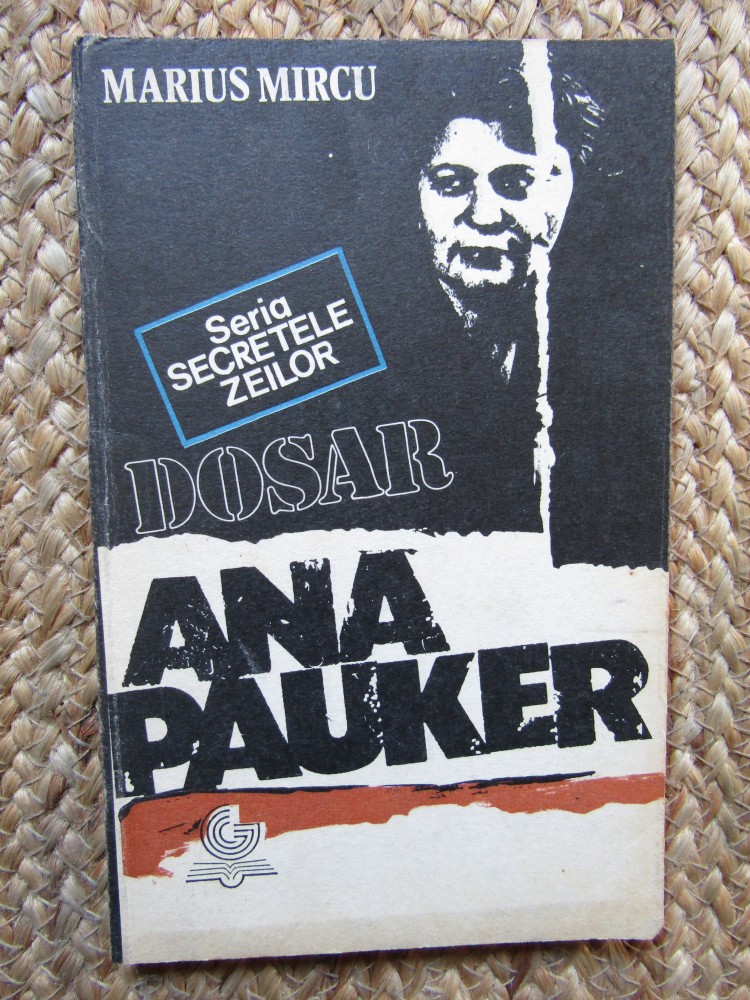 MARIUS MIRCU
Seria
SECRETELE
ZEILOR
DOSAR
ANA
PAUKER